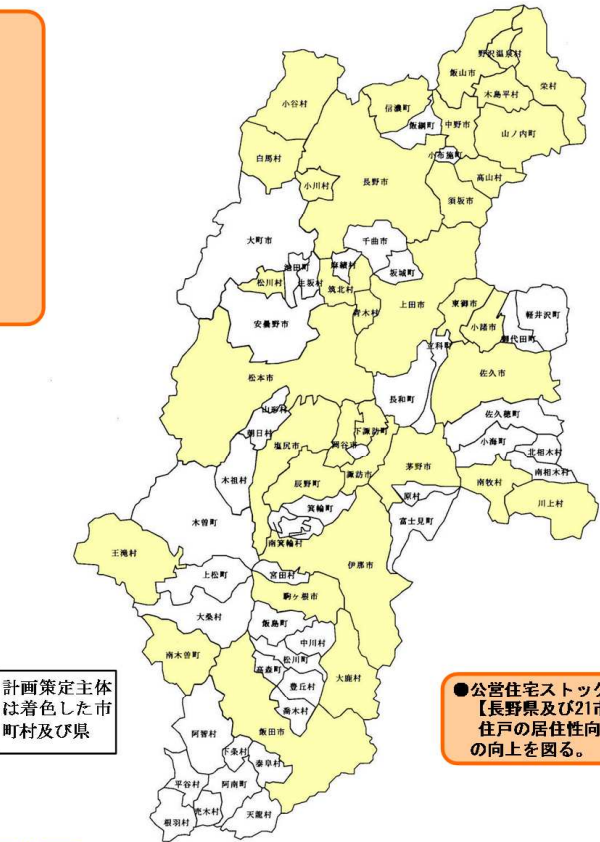 野沢温泉村
飯山市
栄村
木島平村
小谷村
信濃町
飯綱町
中野市
山ノ内町
白馬村
小布施町
高山村
小川村
長野市
須坂市
大町市
千曲市
池田町
生坂村
麻績村
坂城町
松川村
筑北村
青木村
上田市
東御市
小諸市
軽井沢町
御代田町
安曇野市
立科町
松本市
佐久市
長和町
山形村
佐久穂町
朝日村
塩尻市
岡谷市
下諏訪町
小海町
北相木村
南相木村
木祖村
辰野町
諏訪市
茅野市
南牧村
川上村
原村
箕輪町
富士見町
木曽町
南箕輪村
王滝村
伊那市
上松町
宮田村
駒ヶ根市
大桑村
飯島町
中川村
南木曽町
松川町
高森町
大鹿村
豊丘村
喬木村
飯田市
計画策定主体
は着色した市
町村及び県
阿智村
下条村
泰阜村
平谷村
阿南町
売木村
根羽村
天龍村
●公営住宅ストック
【長野県及び21市
住戸の居住性向
の向上を図る。